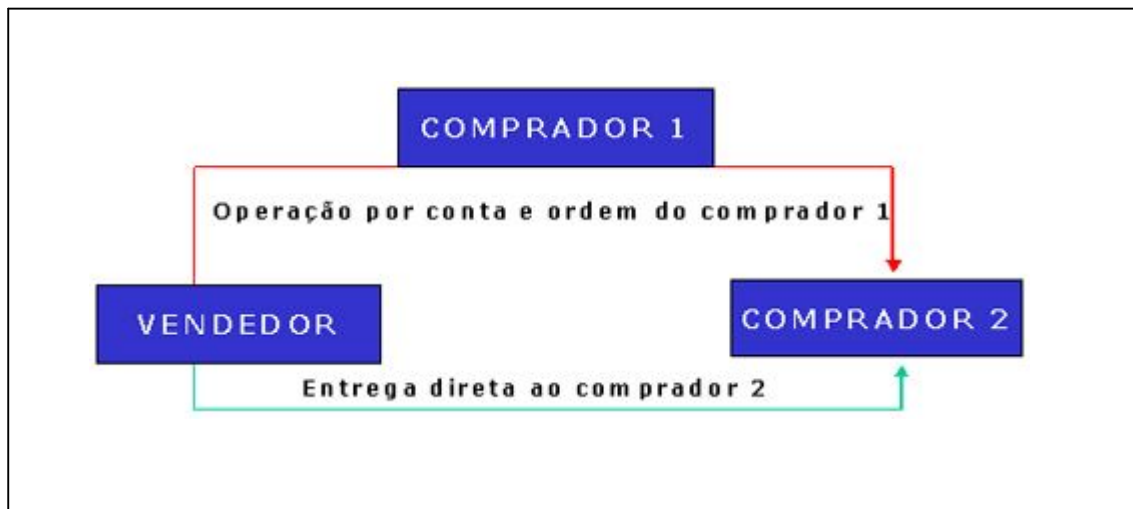 COMPRADOR 1
Operação por conta e ordem do comprador 1
VENDEDOR
COMPRADOR 2
Entrega direta ao comprador 2